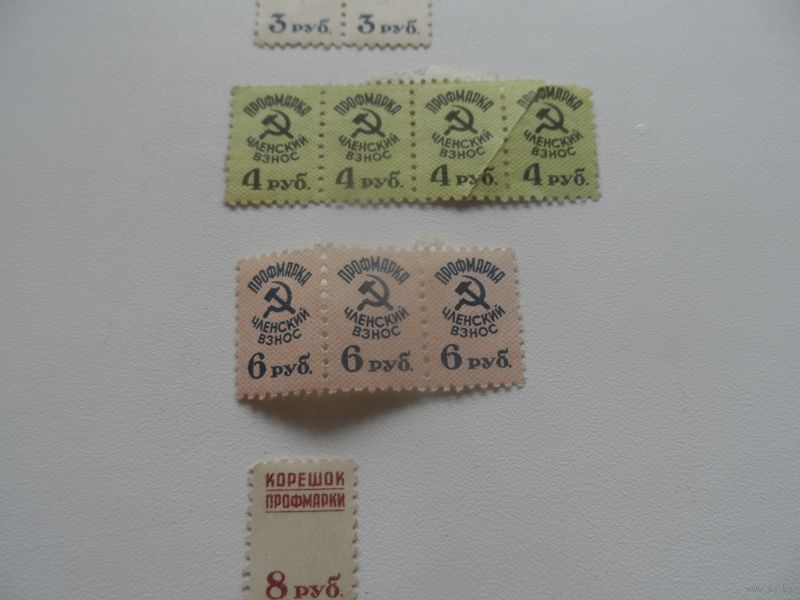 3 руб. 3 руб.
ПРОФМАРКА ПРОФМАРКА ПРОФМАРКА ПРОФМАРКА
ЧЛЕНСКИЙ ЧЛЕНСКИЙ ЧЛЕНСКИЙ ЧЛЕНСКИЙ
ВЗНОС ВЗНОС ВЗНОС ВЗНОС
4 руб. 4 руб. 4 руб. 4 руб.
ПРОФМАРКА ПРОФМАРКА ПРОФМАРКА
ЧЛЕНСКИЙ ЧЛЕНСКИЙ ЧЛЕНСКИЙ
ВЗНОС ВЗНОС ВЗНОС
6 руб. 6 руб. 6 руб.
КОРЕШОК
ПРОФМАРКИ
8 руб.